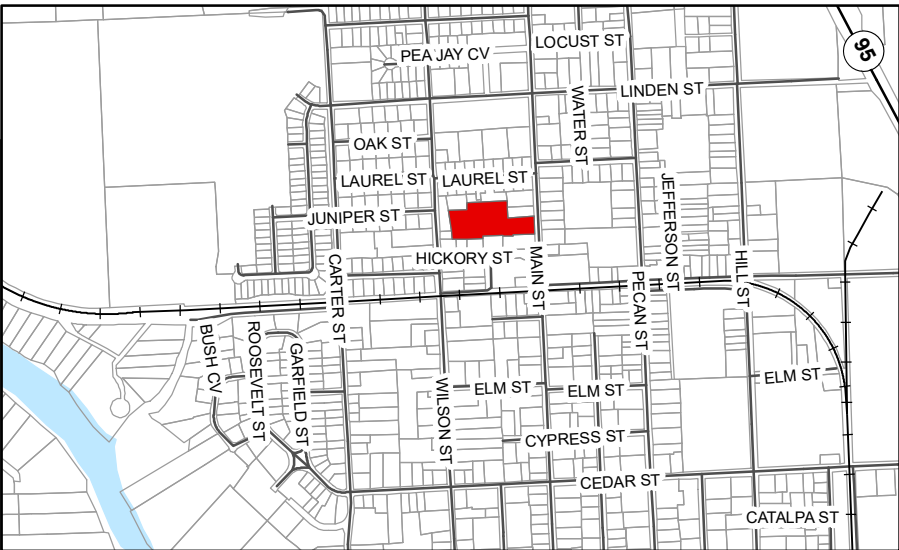 LOCUST ST
95
PEA JAY CV
LINDEN ST
WATER ST
OAK ST
LAUREL ST
LAUREL ST
JEFFERSON ST
JUNIPER ST
HICKORY ST
MAIN ST
HILL ST
CARTER ST
PECAN ST
BUSH CV
ROOSEVELT ST
GARFIELD ST
WILSON ST
ELM ST
ELM ST
ELM ST
CYPRESS ST
CEDAR ST
CATALPA ST